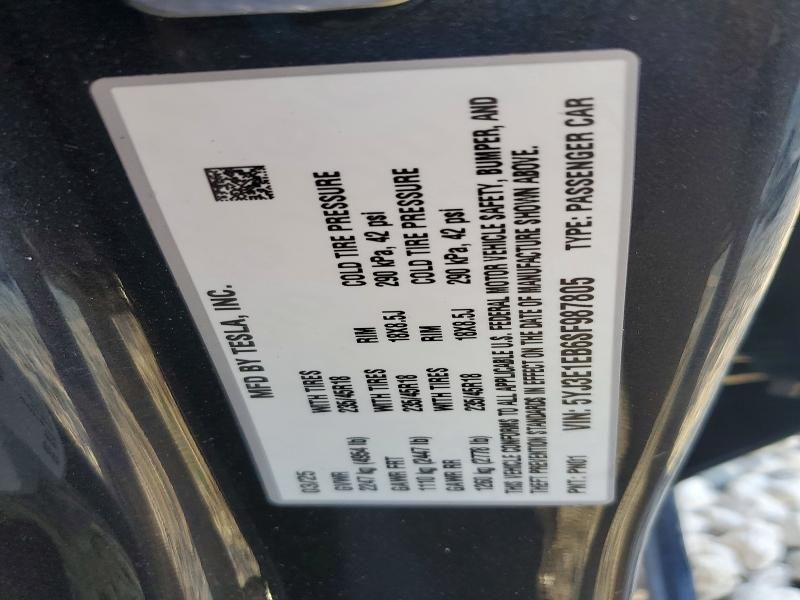 MFD BY TESLA, INC.
03/25
GVWR WITH TIRES RIM COLD TIRE PRESSURE
2247 kg (4954 lb) 235/45R18 18X8.5J 290 kPa, 42 psi
GAWR FRT WITH TIRES RIM COLD TIRE PRESSURE
1110 kg (2447 lb) 235/45R18 18X8.5J 290 kPa, 42 psi
GAWR RR WITH TIRES
1260 kg (2778 lb) 235/45R18
THIS VEHICLE CONFORMS TO ALL APPLICABLE U.S. FEDERAL MOTOR VEHICLE SAFETY, BUMPER, AND
THEFT PREVENTION STANDARDS IN EFFECT ON THE DATE OF MANUFACTURE SHOWN ABOVE.
PNT: PN01 VIN: 5YJ3E1EB6SF987805 TYPE: PASSENGER CAR